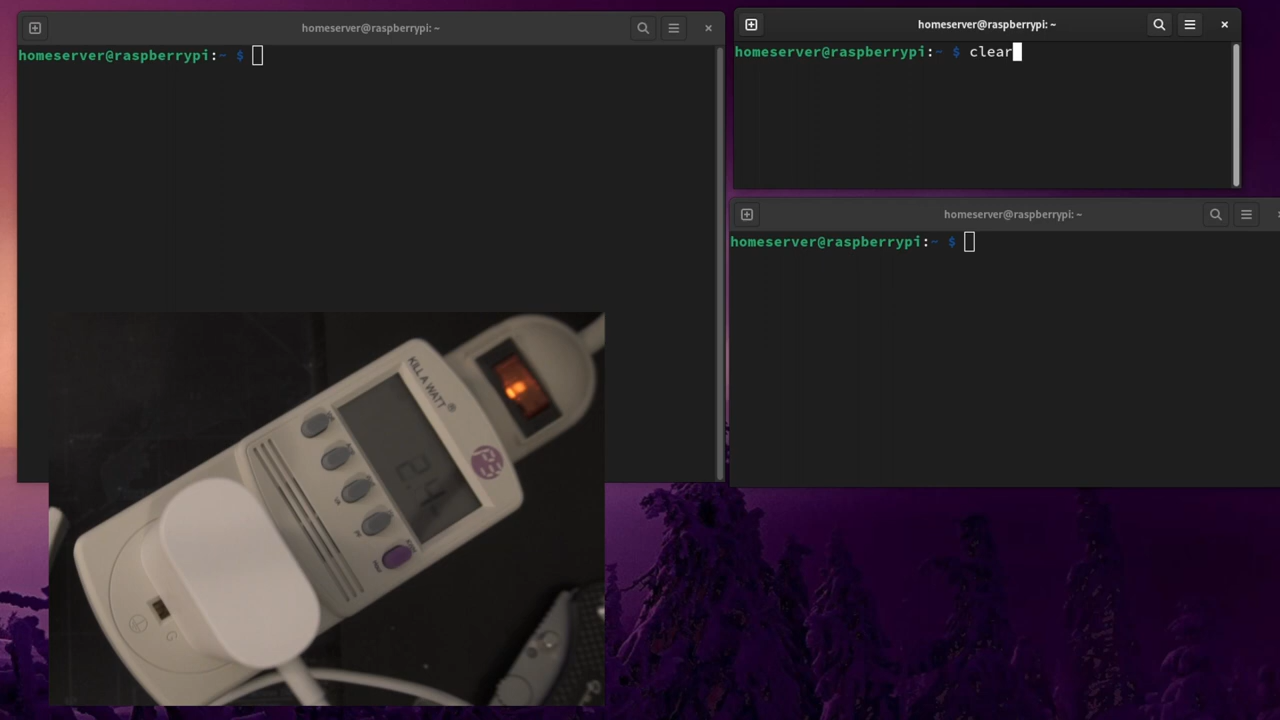 homeserver@raspberrypi: ~
homeserver@raspberrypi:~ $
homeserver@raspberrypi: ~
homeserver@raspberrypi:~ $ clear
homeserver@raspberrypi: ~
homeserver@raspberrypi:~ $
KILL A WATT®
P3
2.4
G